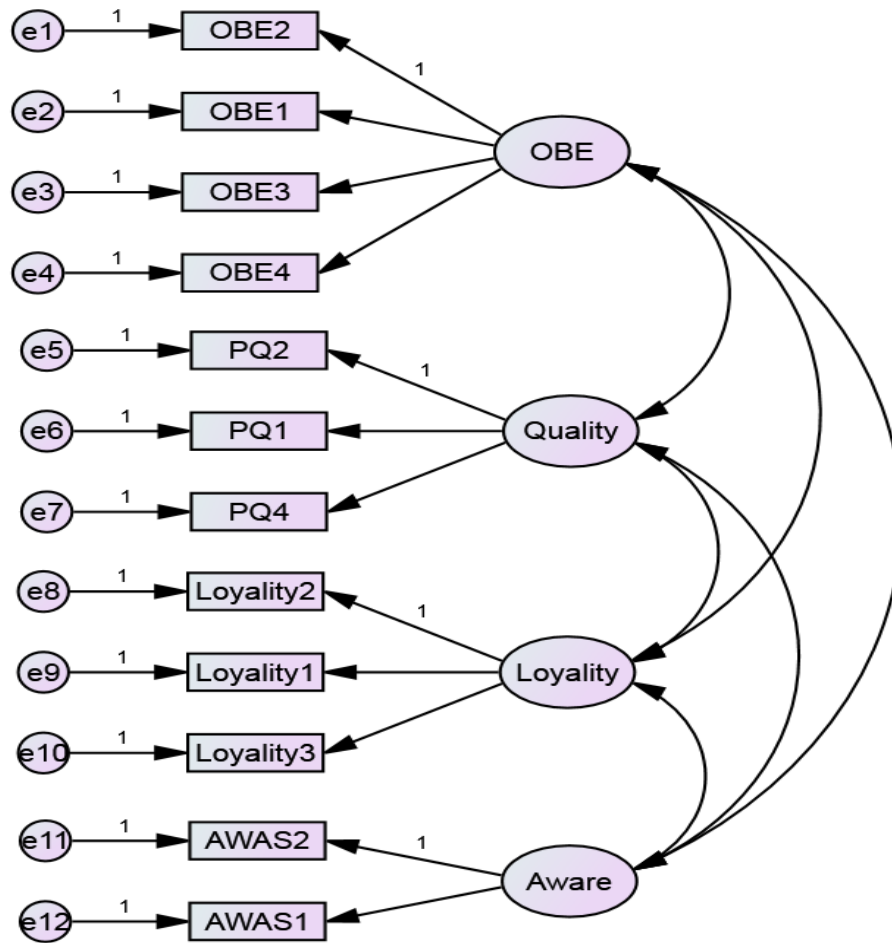 e1 1 OBE2
1
e2 1 OBE1
OBE
e3 1 OBE3
e4 1 OBE4
e5 1 PQ2
1
e6 1 PQ1
Quality
e7 1 PQ4
e8 1 Loyality2
1
e9 1 Loyality1
Loyality
e10 1 Loyality3
e11 1 AWAS2
1
Aware
e12 1 AWAS1